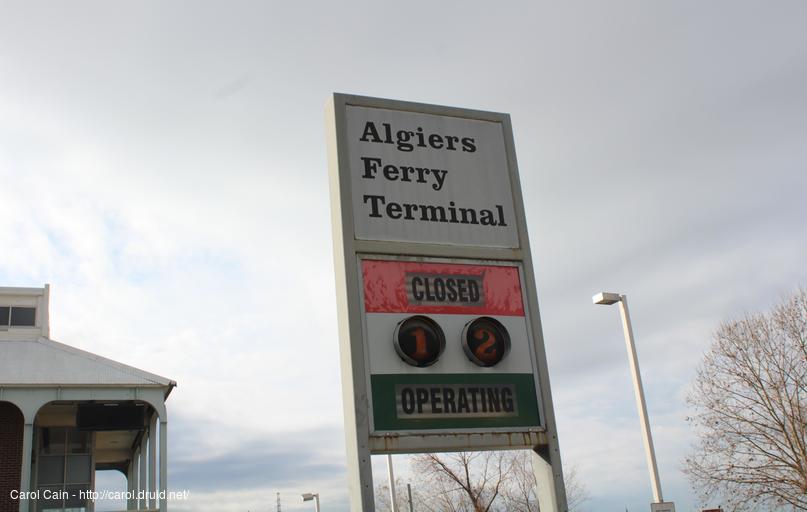 Algiers
Ferry
Terminal
CLOSED
1 2
OPERATING
Carol Cain - http://carol.druid.net/